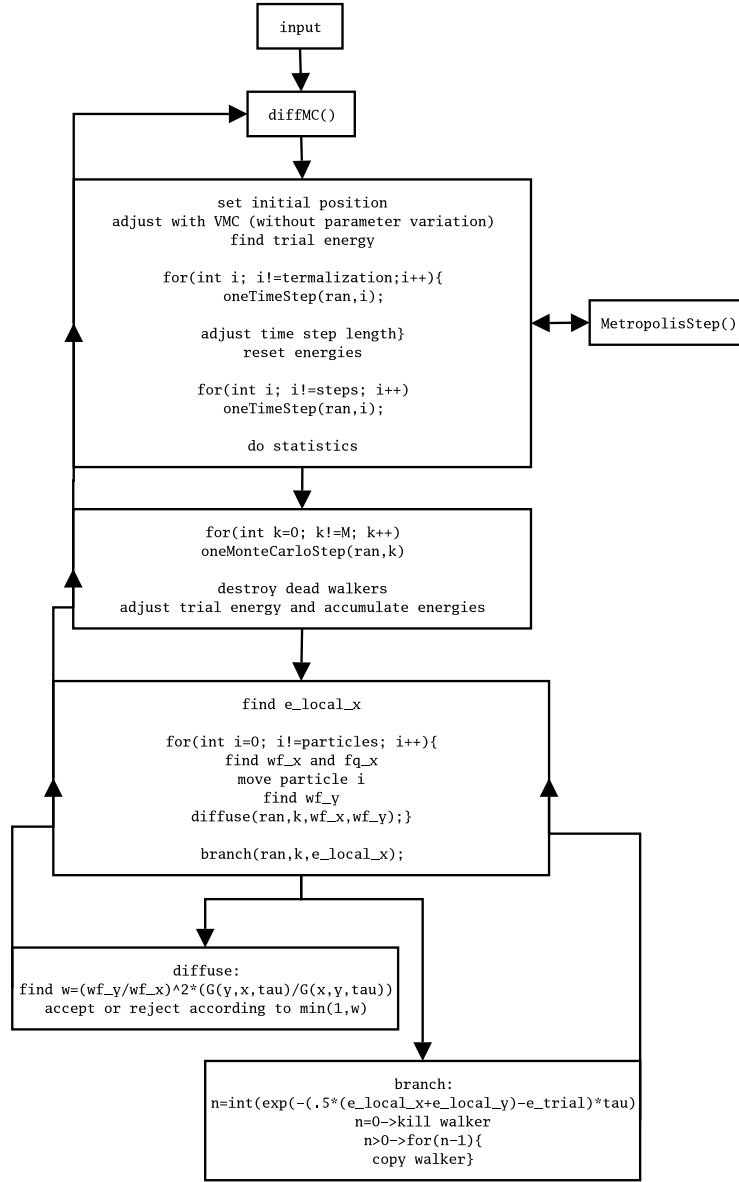 input
diffMC()
set initial position
adjust with VMC (without parameter variation)
find trial energy
for(int i; i!=termalization;i++){
oneTimeStep(ran,i);
adjust time step length}
reset energies
for(int i; i!=steps; i++)
oneTimeStep(ran,i);
do statistics
MetropolisStep()
for(int k=0; k!=M; k++)
oneMonteCarloStep(ran,k)
destroy dead walkers
adjust trial energy and accumulate energies
find e_local_x
for(int i=0; i!=particles; i++){
find wf_x and fq_x
move particle i
find wf_y
diffuse(ran,k,wf_x,wf_y);}
branch(ran,k,e_local_x);
diffuse:
find w=(wf_y/wf_x)^2*(G(y,x,tau)/G(x,y,tau))
accept or reject according to min(1,w)
branch:
n=int(exp(-(.5*(e_local_x+e_local_y)-e_trial)*tau)
n=0->kill walker
n>0->for(n-1){
copy walker}